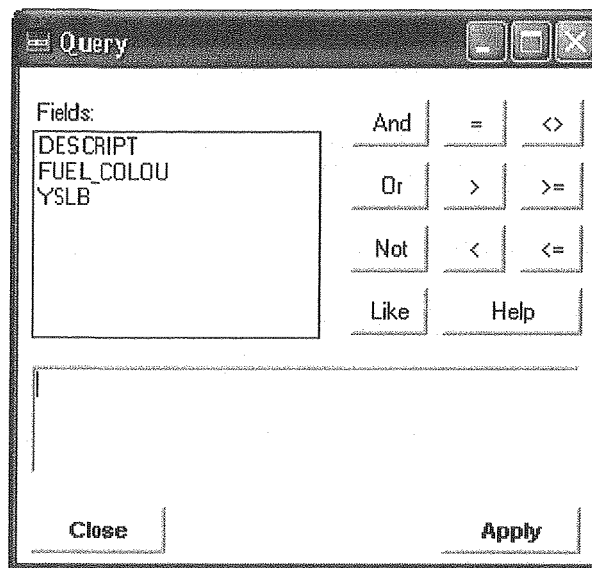 Query
Fields:
DESCRIPT
FUEL_COLOU
YSLB
And = <>
Or > >=
Not < <=
Like Help
Close Apply